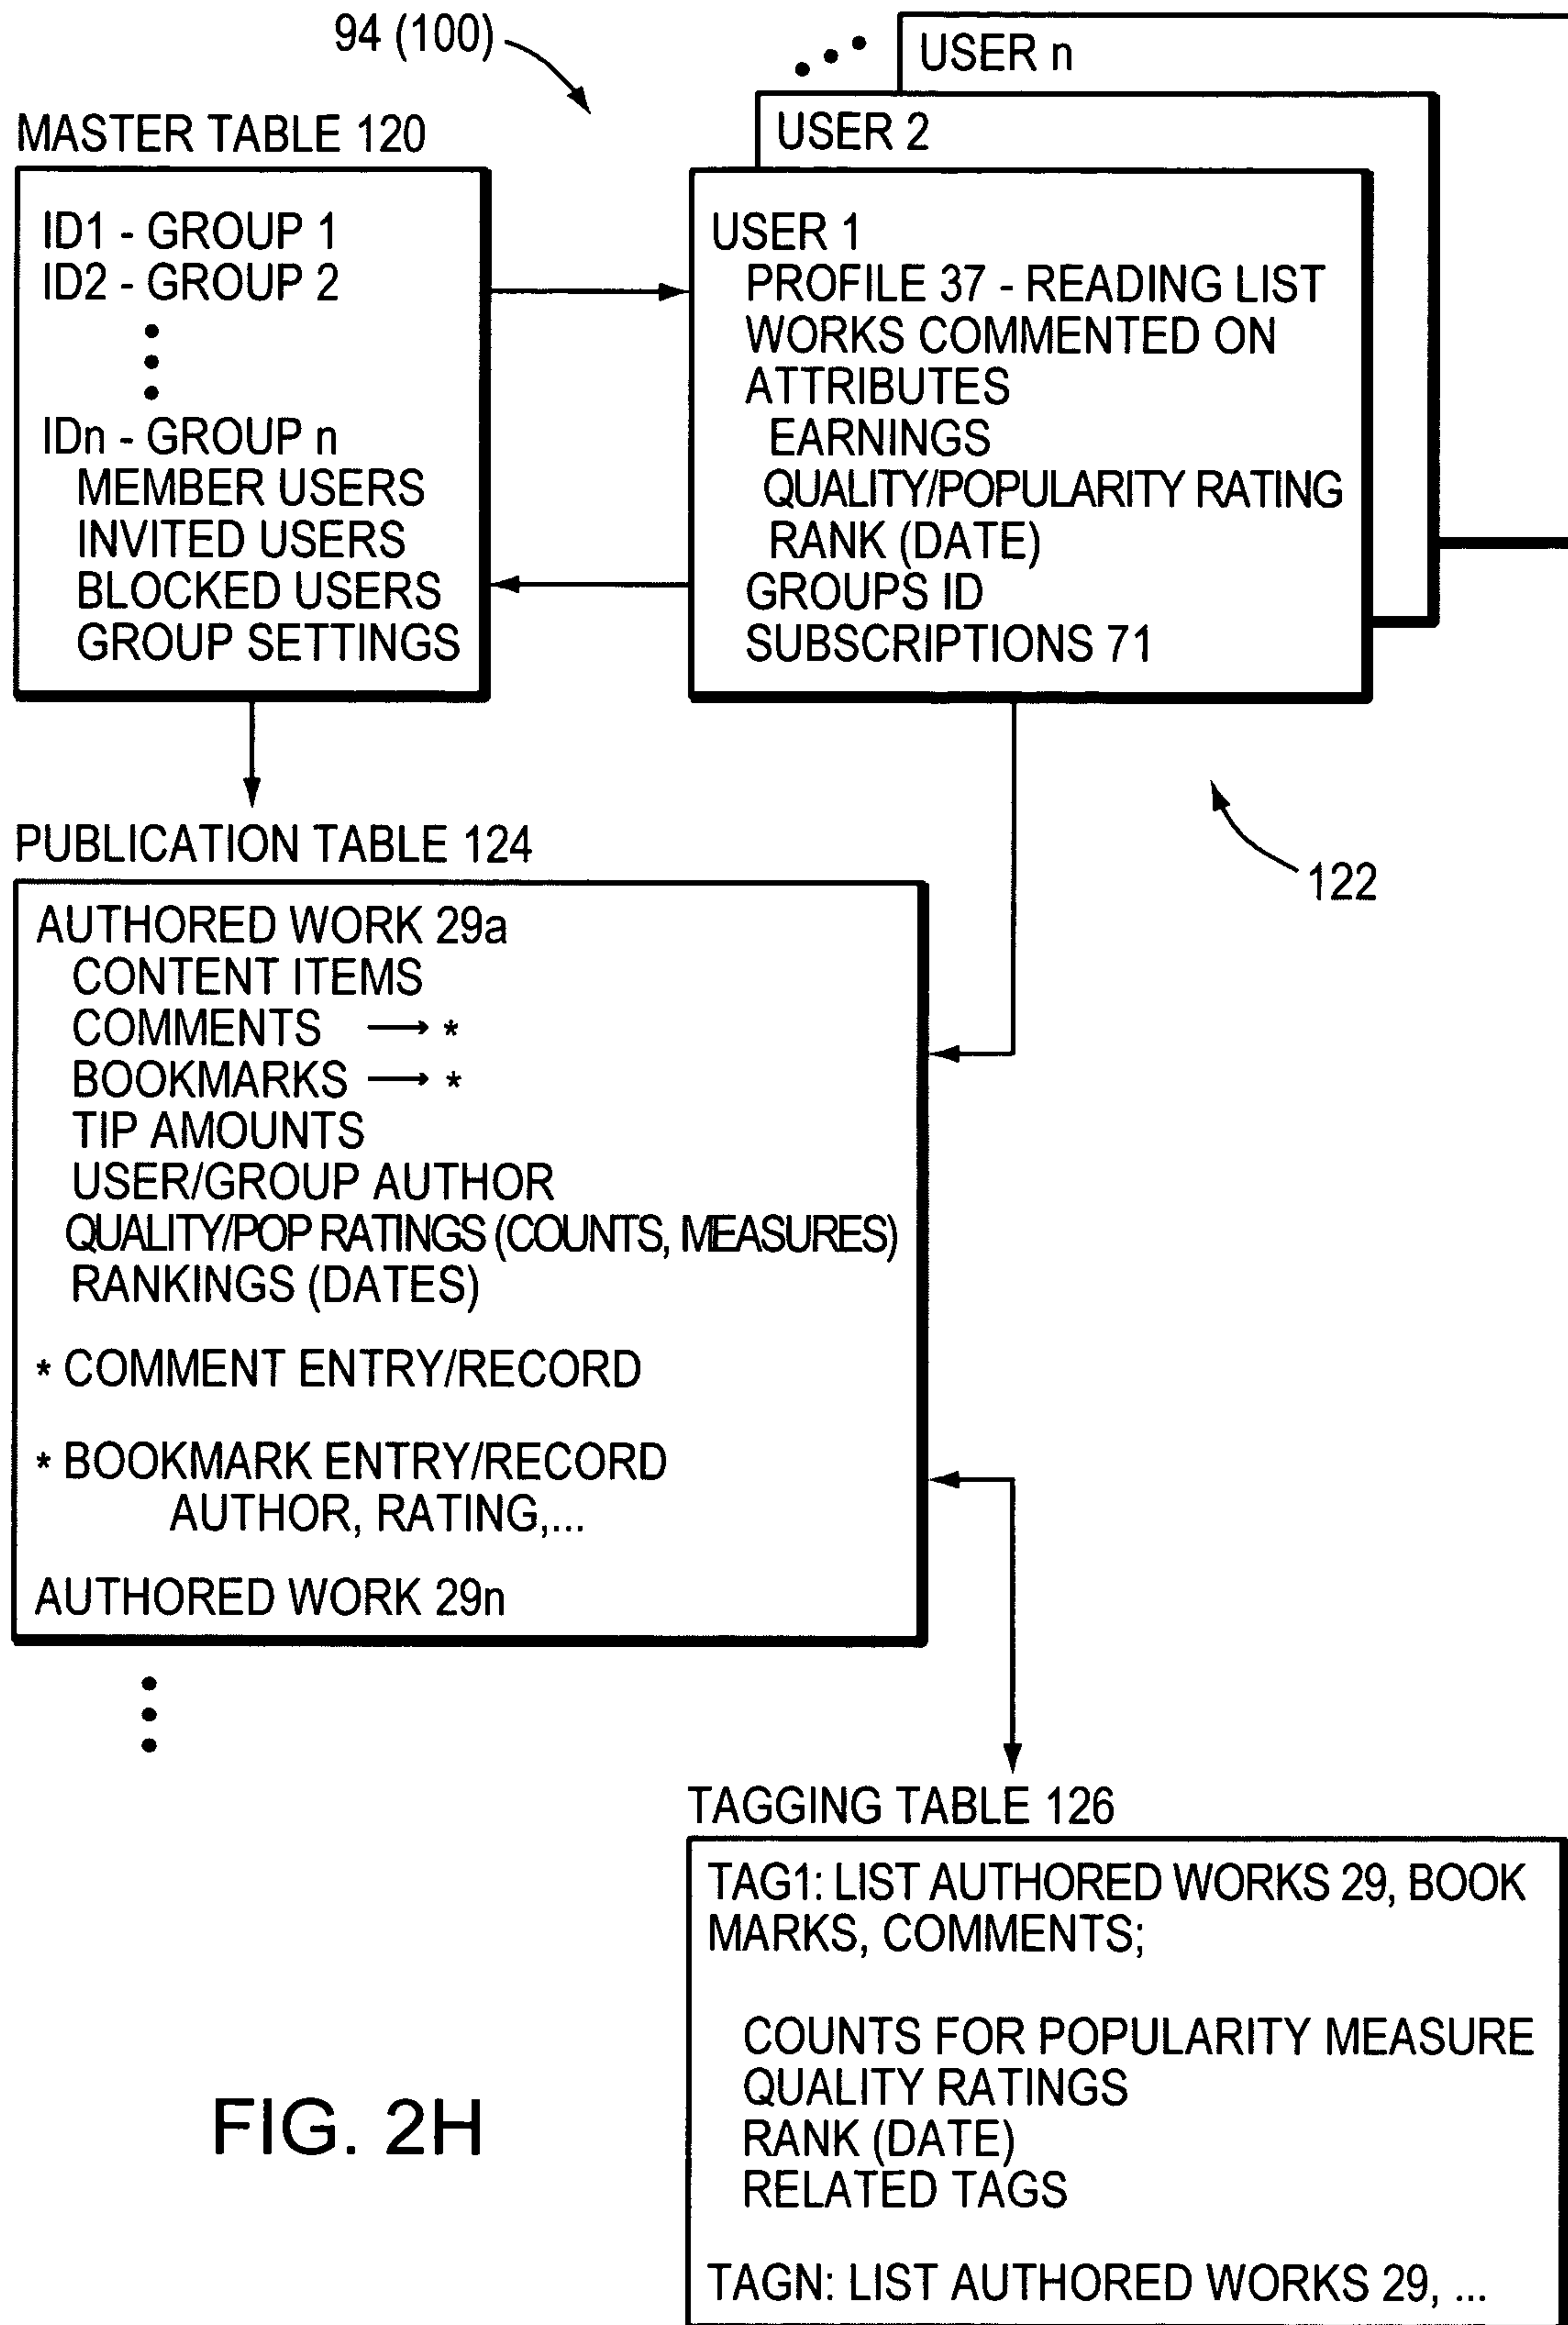 94 (100)
USER n
USER 2
MASTER TABLE 120
ID1 - GROUP 1
ID2 - GROUP 2
IDn - GROUP n
MEMBER USERS
INVITED USERS
BLOCKED USERS
GROUP SETTINGS
USER 1
PROFILE 37 - READING LIST
WORKS COMMENTED ON
ATTRIBUTES
EARNINGS
QUALITY/POPULARITY RATING
RANK (DATE)
GROUPS ID
SUBSCRIPTIONS 71
122
PUBLICATION TABLE 124
AUTHORED WORK 29a
CONTENT ITEMS
COMMENTS → *
BOOKMARKS → *
TIP AMOUNTS
USER/GROUP AUTHOR
QUALITY/POP RATINGS (COUNTS, MEASURES)
RANKINGS (DATES)
* COMMENT ENTRY/RECORD
* BOOKMARK ENTRY/RECORD
AUTHOR, RATING,...
AUTHORED WORK 29n
TAGGING TABLE 126
TAG1: LIST AUTHORED WORKS 29, BOOK
MARKS, COMMENTS;
COUNTS FOR POPULARITY MEASURE
QUALITY RATINGS
RANK (DATE)
RELATED TAGS
TAGN: LIST AUTHORED WORKS 29, ...
FIG. 2H